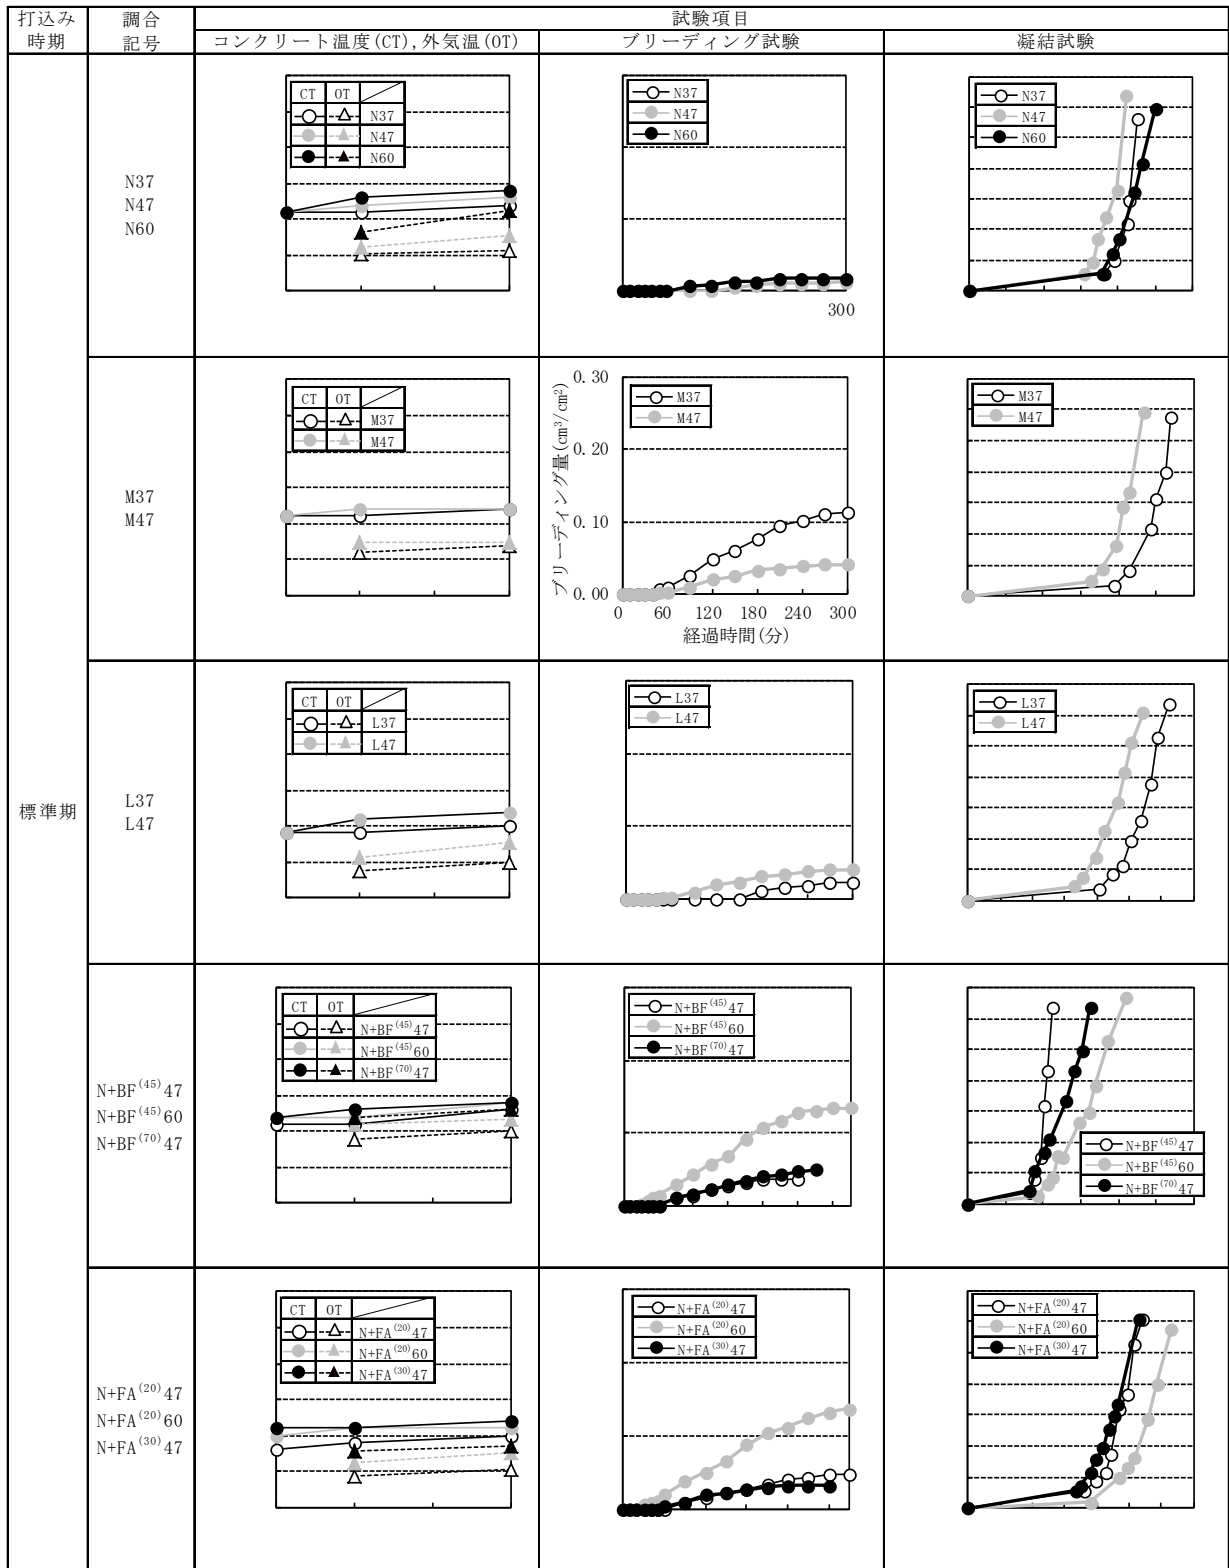 打込み
時期
調合
記号
試験項目
コンクリート温度(CT),外気温(OT)
ブリーディング試験
凝結試験
標準期
N37
N47
N60
CT OT
N37
N47
N60
N37
N47
N60
300
N37
N47
N60
M37
M47
CT OT
M37
M47
ブリーディング量(cm³/cm²)
0.30
0.20
0.10
0.00
M37
M47
0 60 120 180 240 300
経過時間(分)
M37
M47
L37
L47
CT OT
L37
L47
L37
L47
L37
L47
N+BF⁽⁴⁵⁾47
N+BF⁽⁴⁵⁾60
N+BF⁽⁷⁰⁾47
CT OT
N+BF⁽⁴⁵⁾47
N+BF⁽⁴⁵⁾60
N+BF⁽⁷⁰⁾47
N+BF⁽⁴⁵⁾47
N+BF⁽⁴⁵⁾60
N+BF⁽⁷⁰⁾47
N+BF⁽⁴⁵⁾47
N+BF⁽⁴⁵⁾60
N+BF⁽⁷⁰⁾47
N+FA⁽²⁰⁾47
N+FA⁽²⁰⁾60
N+FA⁽³⁰⁾47
CT OT
N+FA⁽²⁰⁾47
N+FA⁽²⁰⁾60
N+FA⁽³⁰⁾47
N+FA⁽²⁰⁾47
N+FA⁽²⁰⁾60
N+FA⁽³⁰⁾47
N+FA⁽²⁰⁾47
N+FA⁽²⁰⁾60
N+FA⁽³⁰⁾47